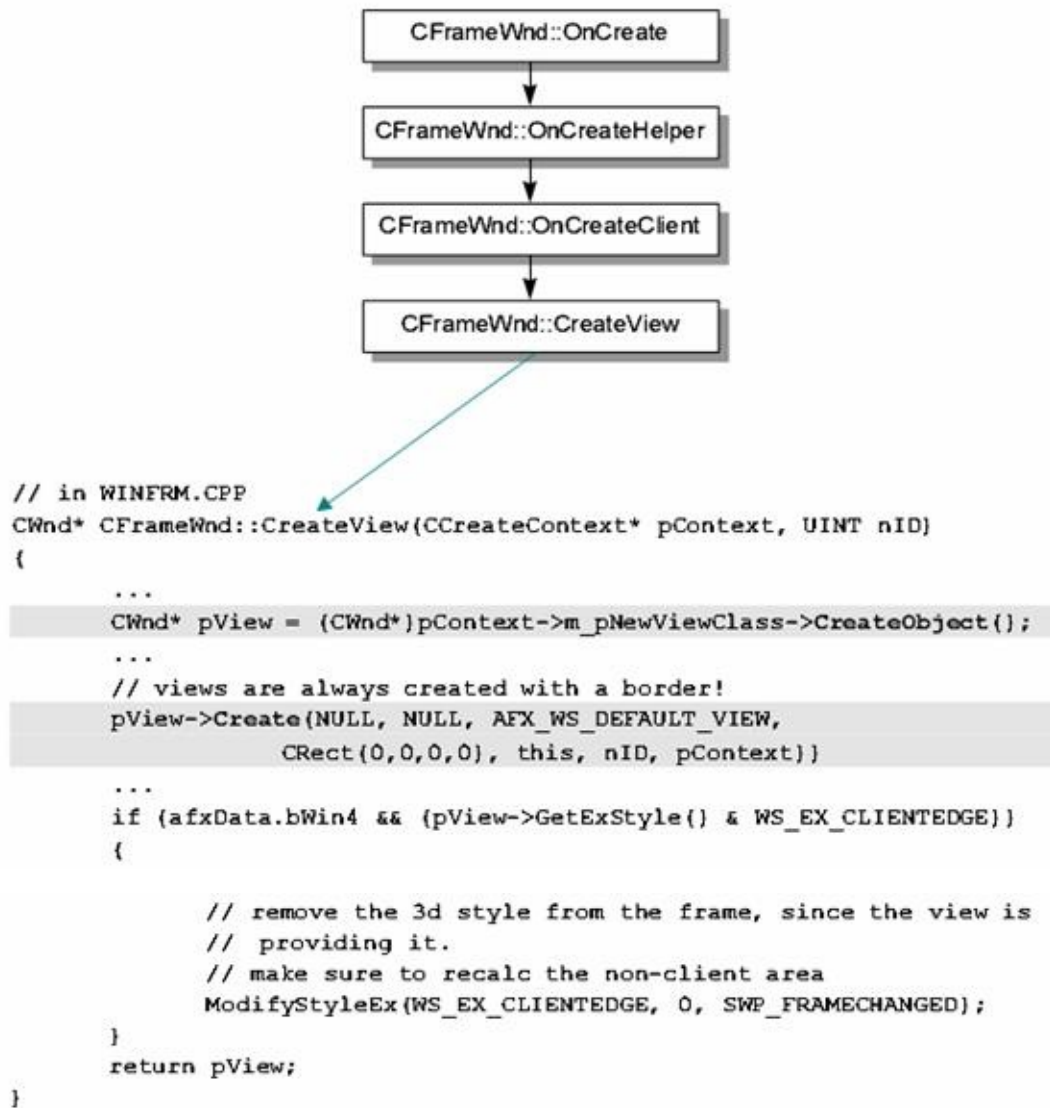 CFrameWnd::OnCreate
CFrameWnd::OnCreateHelper
CFrameWnd::OnCreateClient
CFrameWnd::CreateView
// in WINFRM.CPP
CWnd* CFrameWnd::CreateView(CCreateContext* pContext, UINT nID)
{
...
CWnd* pView = (CWnd*)pContext->m_pNewViewClass->CreateObject();
...
// views are always created with a border!
pView->Create(NULL, NULL, AFX_WS_DEFAULT_VIEW,
CRect(0,0,0,0), this, nID, pContext))
...
if (afxData.bWin4 && (pView->GetExStyle() & WS_EX_CLIENTEDGE))
{
// remove the 3d style from the frame, since the view is
// providing it.
// make sure to recalc the non-client area
ModifyStyleEx(WS_EX_CLIENTEDGE, 0, SWP_FRAMECHANGED);
}
return pView;
}